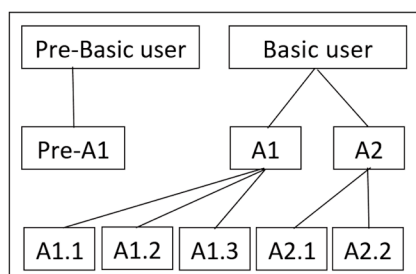 Pre-Basic user Basic user
Pre-A1 A1 A2
A1.1 A1.2 A1.3 A2.1 A2.2